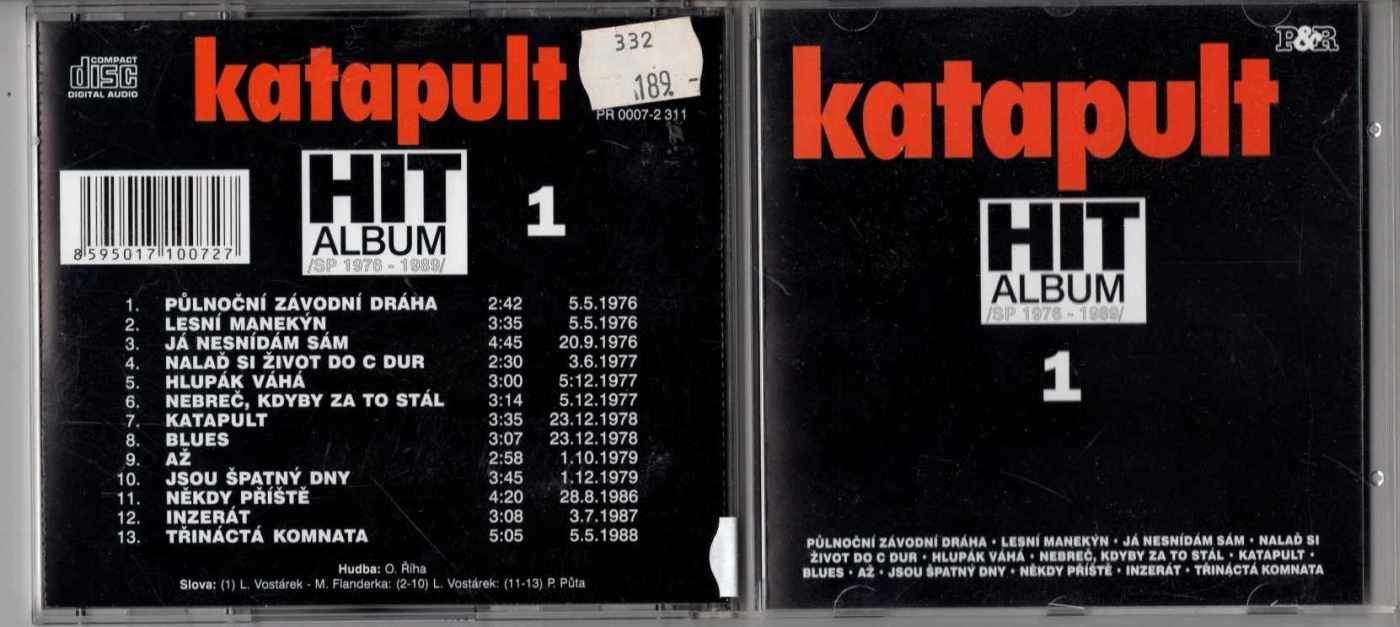 COMPACT
disc
DIGITAL AUDIO
katapult
332
189.-
PR 0007-2 311
HIT
ALBUM
/SP 1976 - 1989/
1
8 595017 100727
1. PŮLNOČNÍ ZÁVODNÍ DRÁHA 2:42 5.5.1976
2. LESNÍ MANEKÝN 3:35 5.5.1976
3. JÁ NESNÍDÁM SÁM 4:45 20.9.1976
4. NALAĎ SI ŽIVOT DO C DUR 2:30 3.6.1977
5. HLUPÁK VÁHÁ 3:00 5:12.1977
6. NEBREČ, KDYBY ZA TO STÁL 3:14 5.12.1977
7. KATAPULT 3:35 23.12.1978
8. BLUES 3:07 23.12.1978
9. AŽ 2:58 1.10.1979
10. JSOU ŠPATNÝ DNY 3:45 1.12.1979
11. NĚKDY PŘÍŠTĚ 4:20 28.8.1986
12. INZERÁT 3:08 3.7.1987
13. TŘINÁCTÁ KOMNATA 5:05 5.5.1988
Hudba: O. Říha
Slova: (1) L. Vostárek - M. Flanderka: (2-10) L. Vostárek: (11-13) P. Půta
P&R
katapult
HIT
ALBUM
/SP 1976 - 1989/
1
PŮLNOČNÍ ZÁVODNÍ DRÁHA · LESNÍ MANEKÝN · JÁ NESNÍDÁM SÁM · NALAĎ SI
ŽIVOT DO C DUR · HLUPÁK VÁHÁ · NEBREČ, KDYBY ZA TO STÁL · KATAPULT ·
BLUES · AŽ · JSOU ŠPATNÝ DNY · NĚKDY PŘÍŠTĚ · INZERÁT · TŘINÁCTÁ KOMNATA